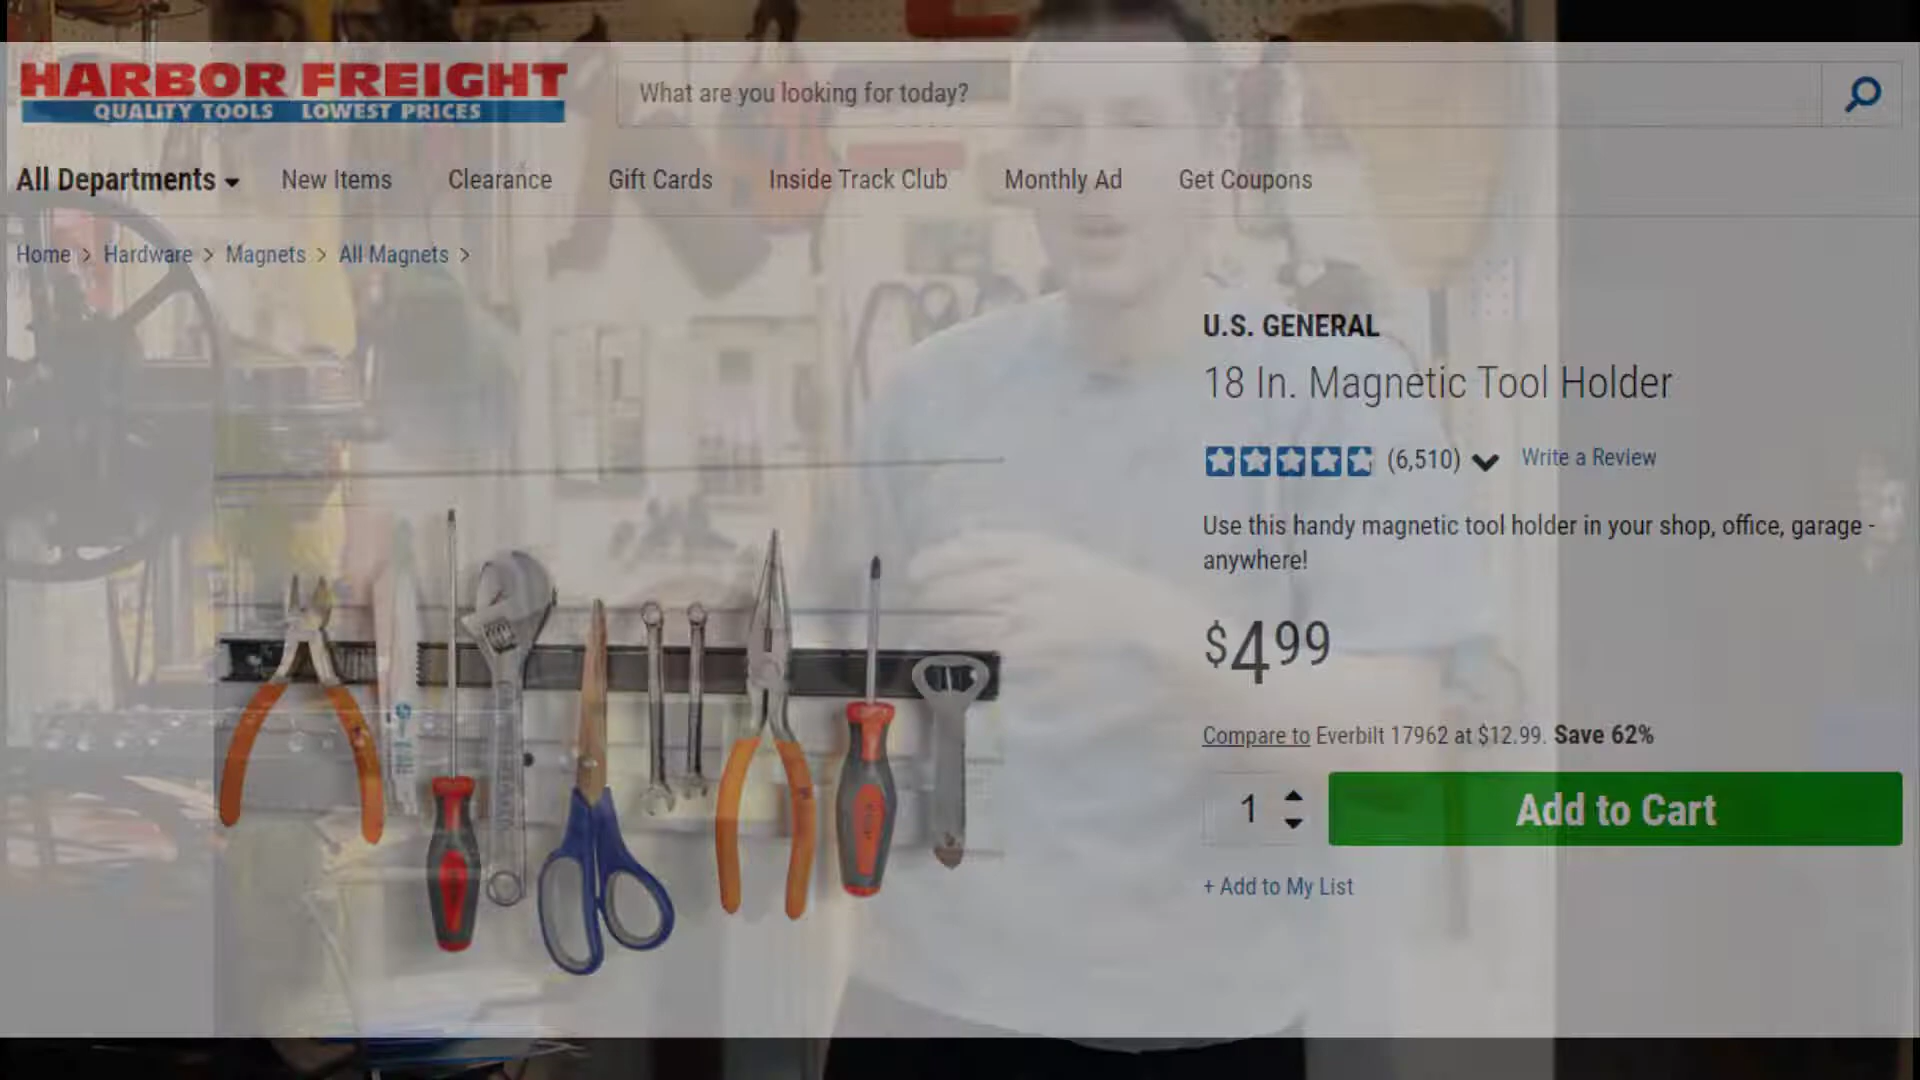 HARBOR FREIGHT
QUALITY TOOLS LOWEST PRICES
What are you looking for today?
All Departments
New Items
Clearance
Gift Cards
Inside Track Club
Monthly Ad
Get Coupons
Home > Hardware > Magnets > All Magnets >
U.S. GENERAL
18 In. Magnetic Tool Holder
(6,510)
Write a Review
Use this handy magnetic tool holder in your shop, office, garage -
anywhere!
$4.99
Compare to Everbilt 17962 at $12.99. Save 62%
1
Add to Cart
+ Add to My List